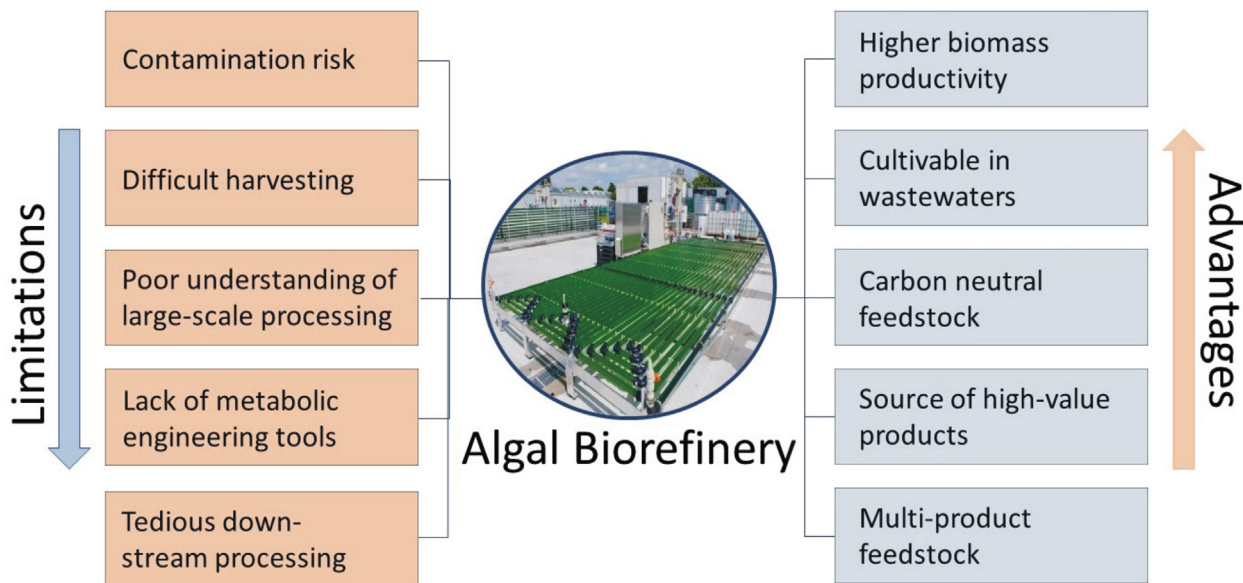 Limitations
Contamination risk
Difficult harvesting
Poor understanding of
large-scale processing
Lack of metabolic
engineering tools
Tedious down-
stream processing
Algal Biorefinery
Higher biomass
productivity
Cultivable in
wastewaters
Carbon neutral
feedstock
Source of high-value
products
Multi-product
feedstock
Advantages